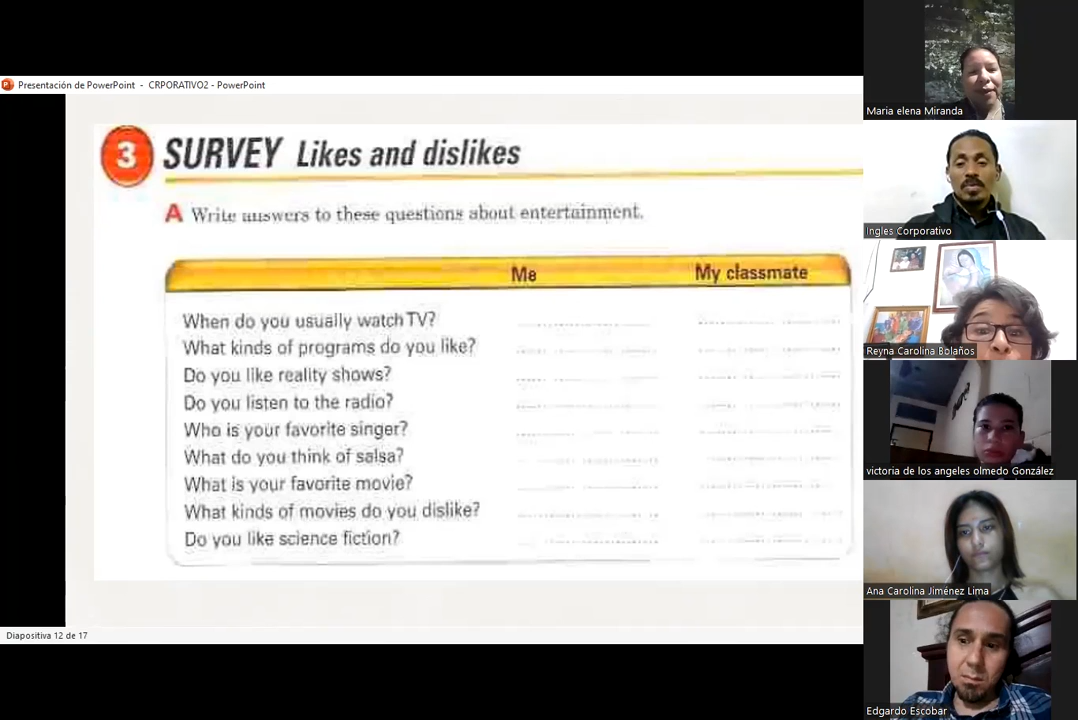 Presentación de PowerPoint - CRPORATIVO2 - PowerPoint
3 SURVEY Likes and dislikes
A Write answers to these questions about entertainment.
Me My classmate
When do you usually watch TV?
What kinds of programs do you like?
Do you like reality shows?
Do you listen to the radio?
Who is your favorite singer?
What do you think of salsa?
What is your favorite movie?
What kinds of movies do you dislike?
Do you like science fiction?
Diapositiva 12 de 17
Maria elena Miranda
Ingles Corporativo
Reyna Carolina Bolaños
victoria de los angeles olmedo González
Ana Carolina Jiménez Lima
Edgardo Escobar